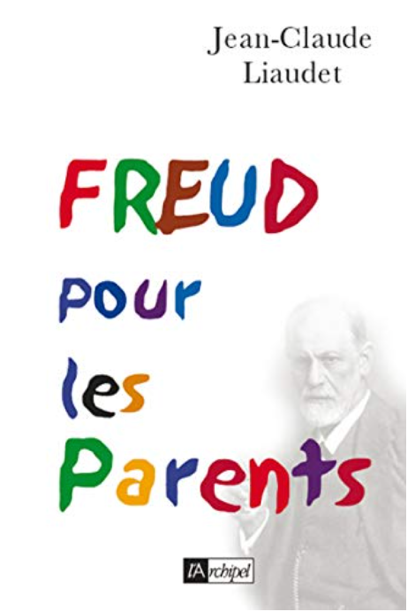 Jean-Claude
Liaudet
FREUD
pour
les
Parents
l'Archipel